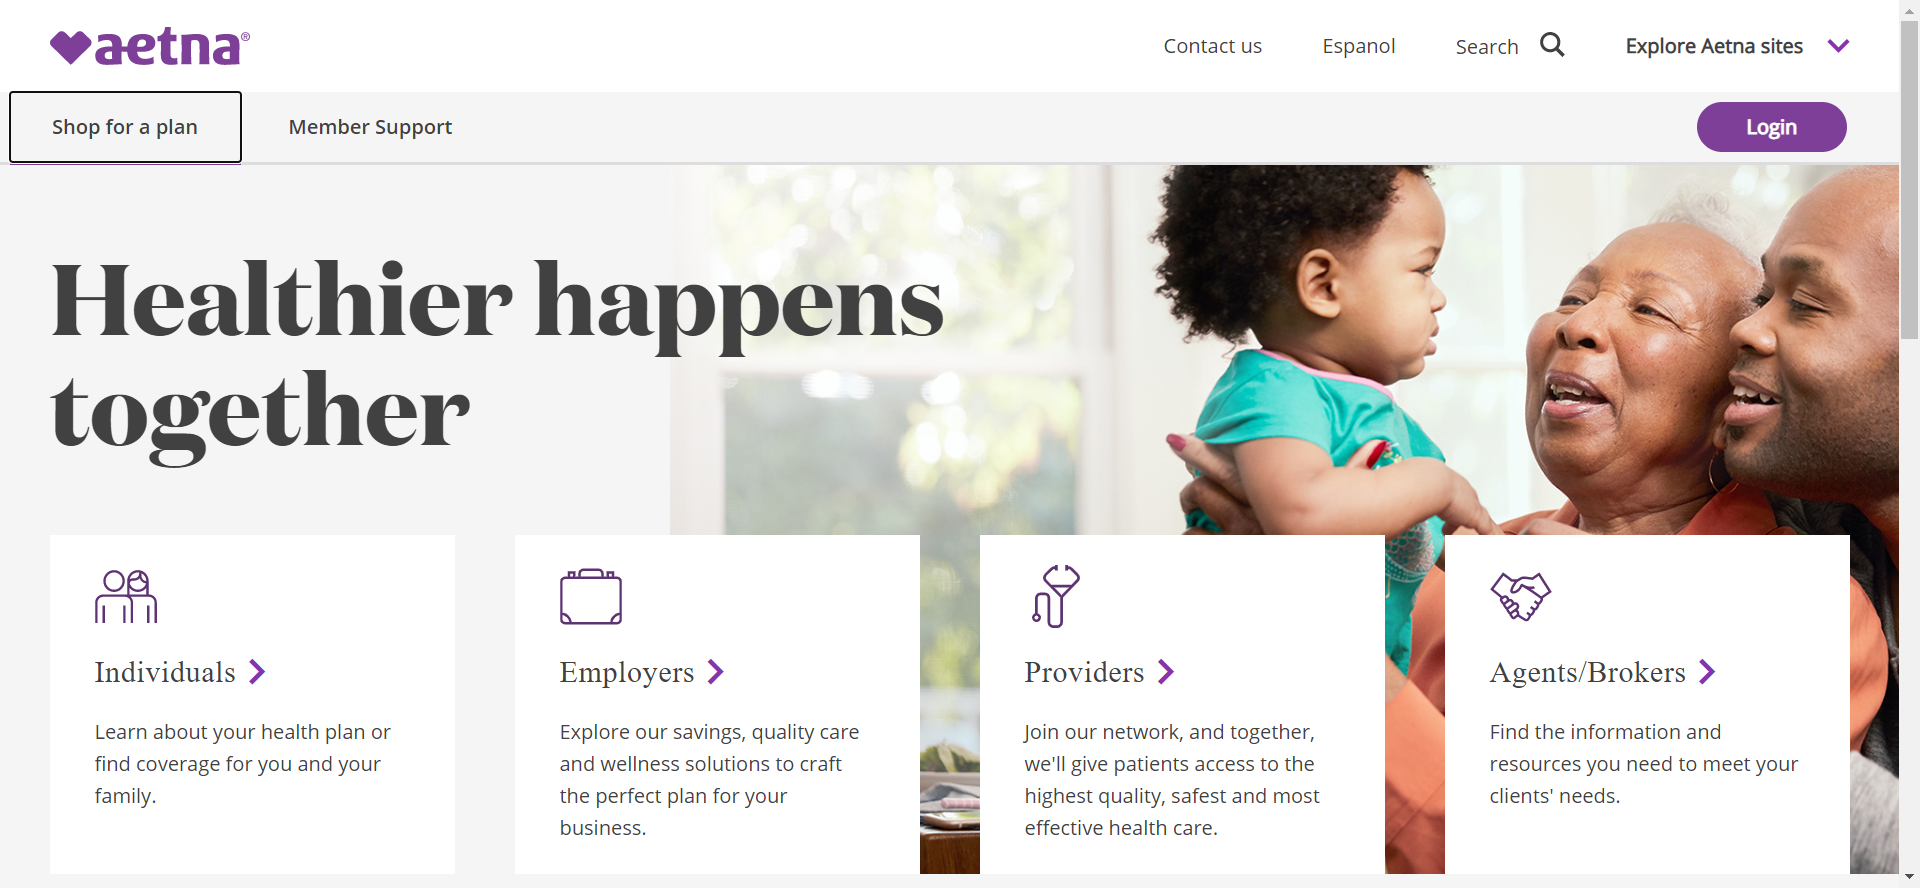 aetna®
Contact us
Espanol
Search
Explore Aetna sites
Shop for a plan
Member Support
Login
Healthier happens
together
Individuals
Learn about your health plan or
find coverage for you and your
family.
Employers
Explore our savings, quality care
and wellness solutions to craft
the perfect plan for your
business.
Providers
Join our network, and together,
we'll give patients access to the
highest quality, safest and most
effective health care.
Agents/Brokers
Find the information and
resources you need to meet your
clients' needs.